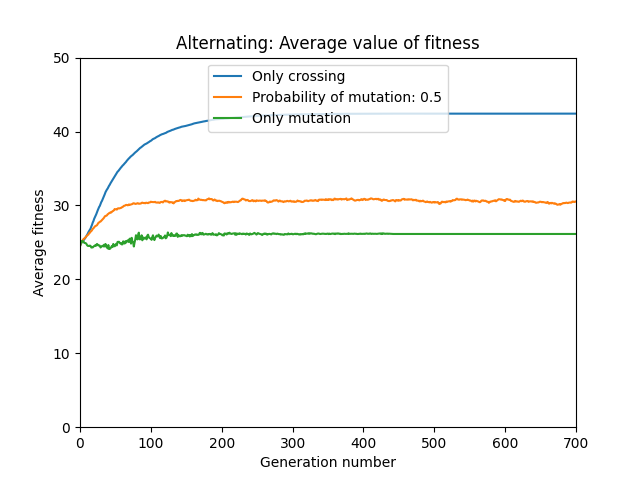 Alternating: Average value of fitness
50
40
30
20
10
0
Average fitness
Only crossing
Probability of mutation: 0.5
Only mutation
0 100 200 300 400 500 600 700
Generation number